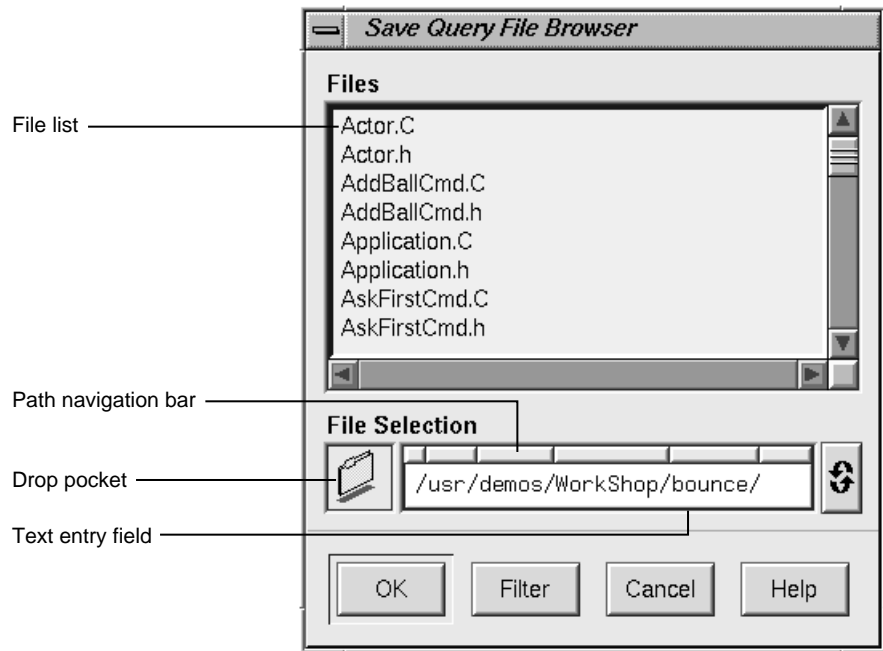 Save Query File Browser
Files
File list
Actor.C
Actor.h
AddBallCmd.C
AddBallCmd.h
Application.C
Application.h
AskFirstCmd.C
AskFirstCmd.h
Path navigation bar
File Selection
Drop pocket
/usr/demos/WorkShop/bounce/
Text entry field
OK
Filter
Cancel
Help